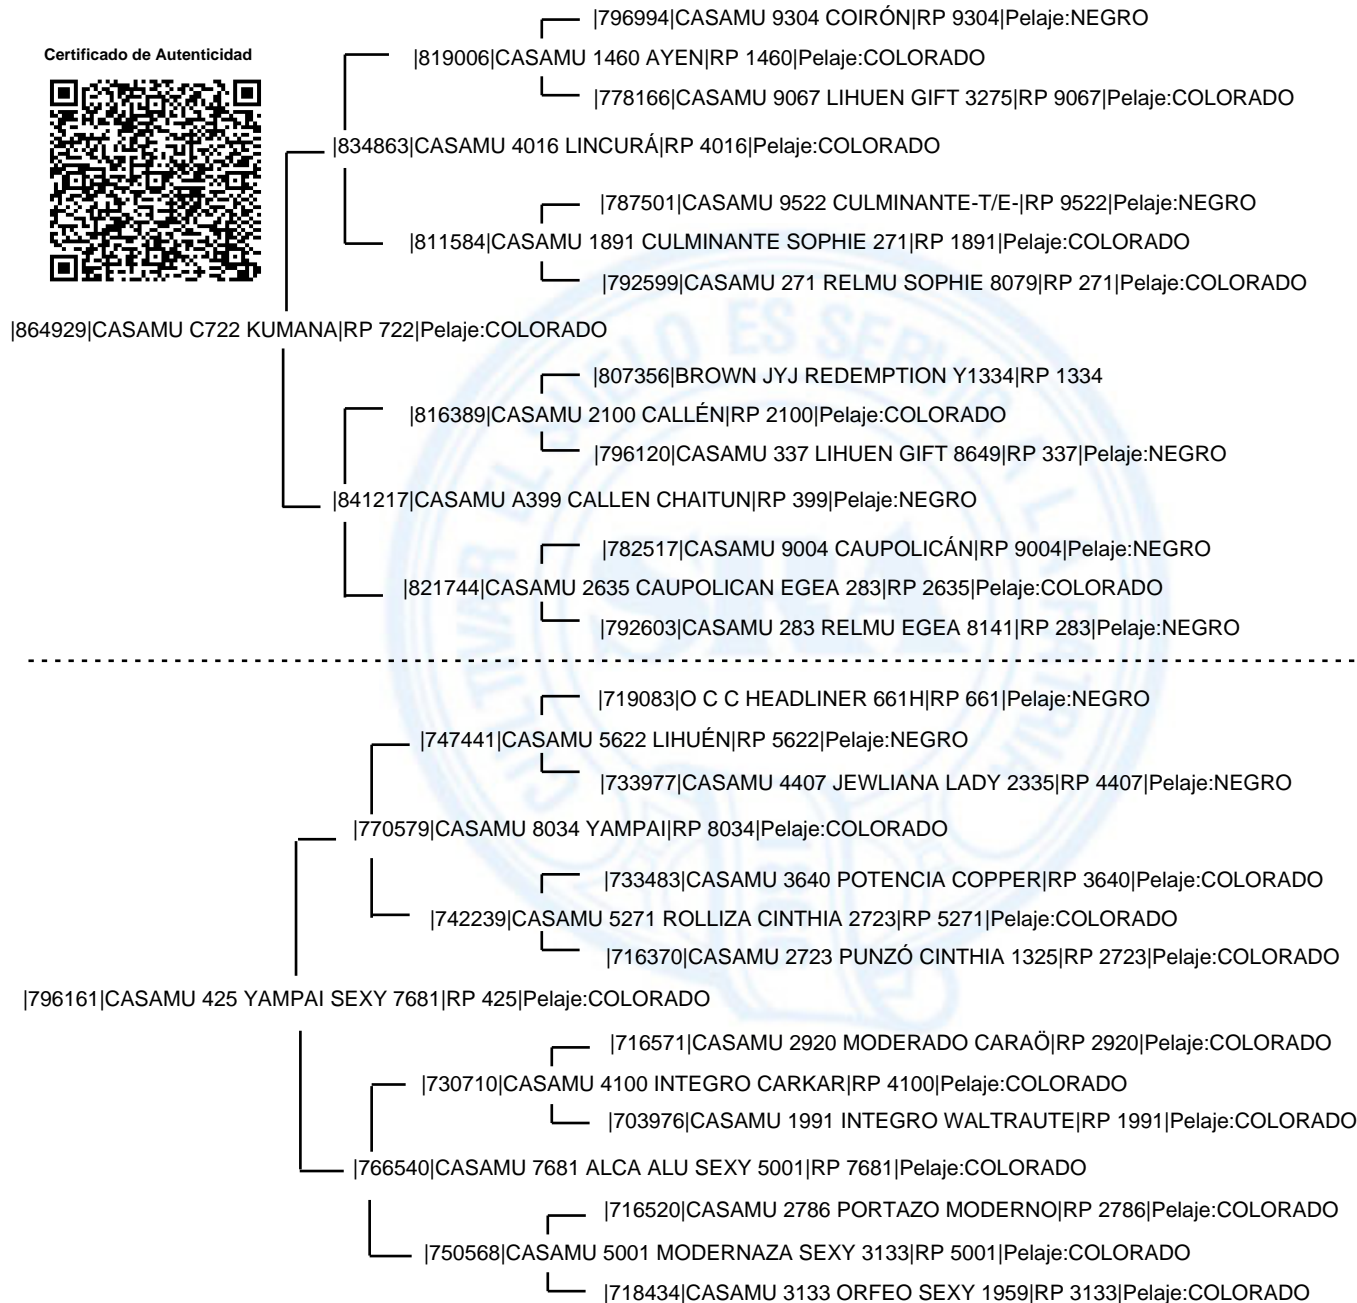 |796994|CASAMU 9304 COIRÓN|RP 9304|Pelaje:NEGRO
Certificado de Autenticidad
|819006|CASAMU 1460 AYEN|RP 1460|Pelaje:COLORADO
|778166|CASAMU 9067 LIHUEN GIFT 3275|RP 9067|Pelaje:COLORADO
|834863|CASAMU 4016 LINCURÁ|RP 4016|Pelaje:COLORADO
|787501|CASAMU 9522 CULMINANTE-T/E-|RP 9522|Pelaje:NEGRO
|811584|CASAMU 1891 CULMINANTE SOPHIE 271|RP 1891|Pelaje:COLORADO
|792599|CASAMU 271 RELMU SOPHIE 8079|RP 271|Pelaje:COLORADO
|864929|CASAMU C722 KUMANA|RP 722|Pelaje:COLORADO
|807356|BROWN JYJ REDEMPTION Y1334|RP 1334
|816389|CASAMU 2100 CALLÉN|RP 2100|Pelaje:COLORADO
|796120|CASAMU 337 LIHUEN GIFT 8649|RP 337|Pelaje:NEGRO
|841217|CASAMU A399 CALLEN CHAITUN|RP 399|Pelaje:NEGRO
|782517|CASAMU 9004 CAUPOLICÁN|RP 9004|Pelaje:NEGRO
|821744|CASAMU 2635 CAUPOLICAN EGEA 283|RP 2635|Pelaje:COLORADO
|792603|CASAMU 283 RELMU EGEA 8141|RP 283|Pelaje:NEGRO
|719083|O C C HEADLINER 661H|RP 661|Pelaje:NEGRO
|747441|CASAMU 5622 LIHUÉN|RP 5622|Pelaje:NEGRO
|733977|CASAMU 4407 JEWLIANA LADY 2335|RP 4407|Pelaje:NEGRO
|770579|CASAMU 8034 YAMPAI|RP 8034|Pelaje:COLORADO
|733483|CASAMU 3640 POTENCIA COPPER|RP 3640|Pelaje:COLORADO
|742239|CASAMU 5271 ROLLIZA CINTHIA 2723|RP 5271|Pelaje:COLORADO
|716370|CASAMU 2723 PUNZÓ CINTHIA 1325|RP 2723|Pelaje:COLORADO
|796161|CASAMU 425 YAMPAI SEXY 7681|RP 425|Pelaje:COLORADO
|716571|CASAMU 2920 MODERADO CARAÖ|RP 2920|Pelaje:COLORADO
|730710|CASAMU 4100 INTEGRO CARKAR|RP 4100|Pelaje:COLORADO
|703976|CASAMU 1991 INTEGRO WALTRAUTE|RP 1991|Pelaje:COLORADO
|766540|CASAMU 7681 ALCA ALU SEXY 5001|RP 7681|Pelaje:COLORADO
|716520|CASAMU 2786 PORTAZO MODERNO|RP 2786|Pelaje:COLORADO
|750568|CASAMU 5001 MODERNAZA SEXY 3133|RP 5001|Pelaje:COLORADO
|718434|CASAMU 3133 ORFEO SEXY 1959|RP 3133|Pelaje:COLORADO
CULTIVAR EL SUELO ES SERVIR A LA PATRIA